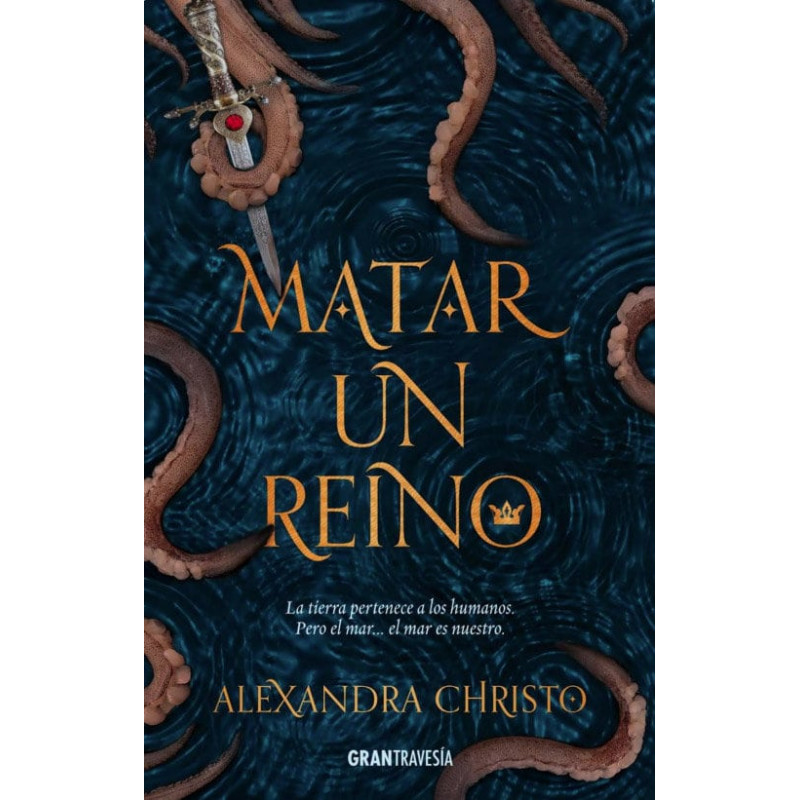 MATAR
UN
REINO
La tierra pertenece a los humanos.
Pero el mar... el mar es nuestro.
ALEXANDRA CHRISTO
GRANTRAVESÍA